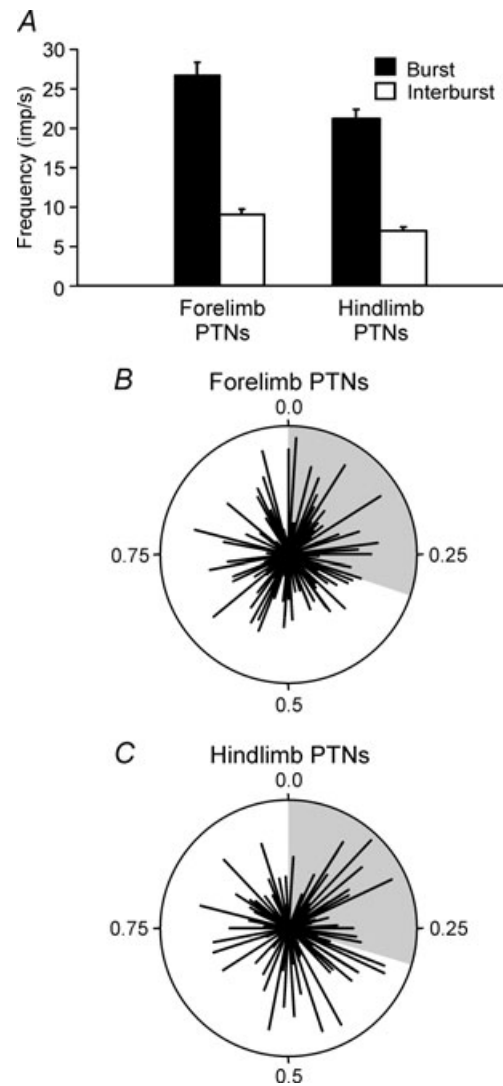 A
Frequency (imp/s)
30
25
20
15
10
5
0
Burst
Interburst
Forelimb
PTNs
Hindlimb
PTNs
B
Forelimb PTNs
0.0
0.75
0.25
0.5
C
Hindlimb PTNs
0.0
0.75
0.25
0.5